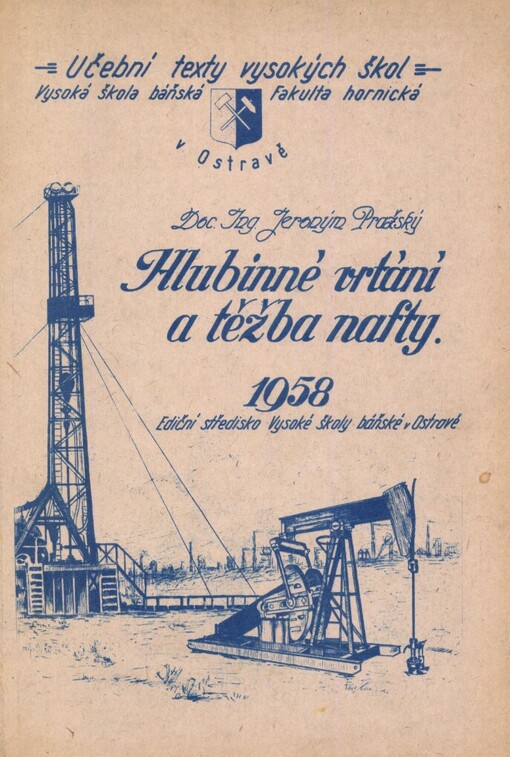 Učební texty vysokých škol
Vysoká škola báňská Fakulta hornická
v Ostravě
Doc Ing Jeroným Pražský
Hlubinné vrtání
a těžba nafty.
1958
Ediční středisko Vysoké školy báňské v Ostravě